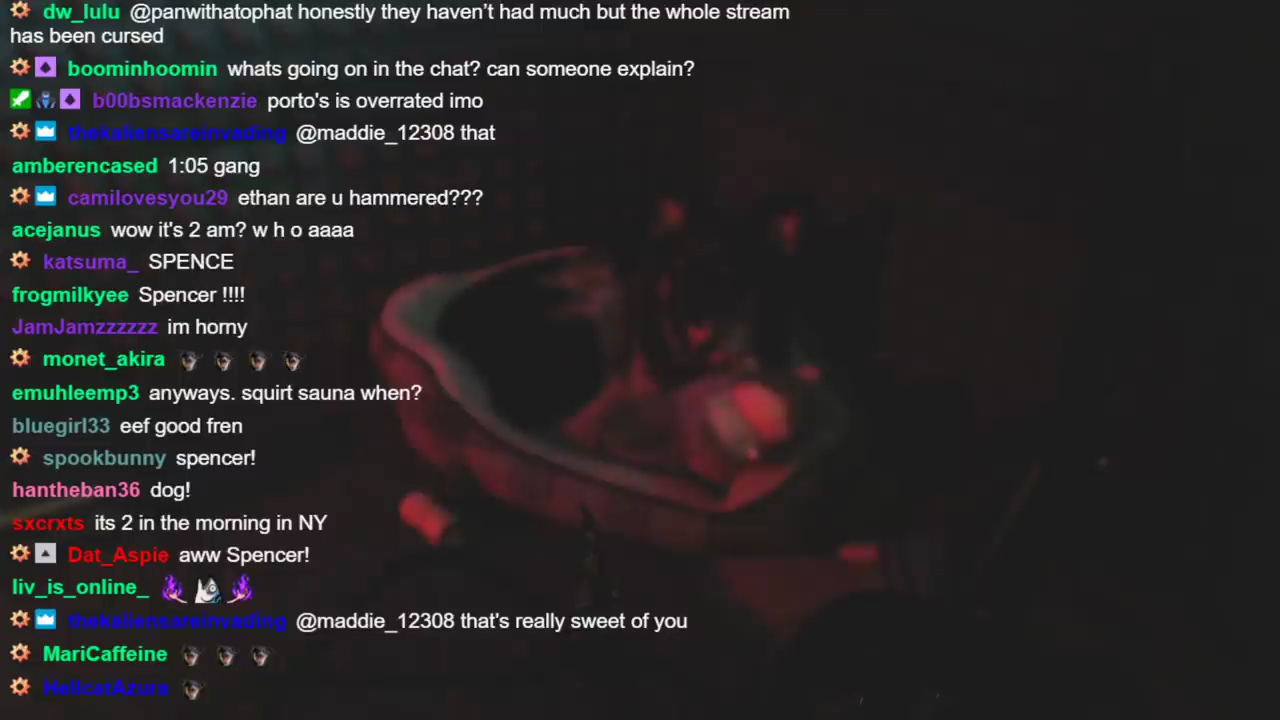 dw_lulu @panwithatophat honestly they haven't had much but the whole stream
has been cursed
boominhoomin whats going on in the chat? can someone explain?
b00bsmackenzie porto's is overrated imo
thekaliensareinvading @maddie_12308 that
amberencased 1:05 gang
camilovesyou29 ethan are u hammered???
acejanus wow it's 2 am? w h o aaaa
katsuma_ SPENCE
frogmilkyee Spencer !!!!
JamJamzzzzzz im horny
monet_akira
emuhleemp3 anyways. squirt sauna when?
bluegirl33 eef good fren
spookbunny spencer!
hantheban36 dog!
sxcrxts its 2 in the morning in NY
Dat_Aspie aww Spencer!
liv_is_online_
thekaliensareinvading @maddie_12308 that's really sweet of you
MariCaffeine
HellcatAzura